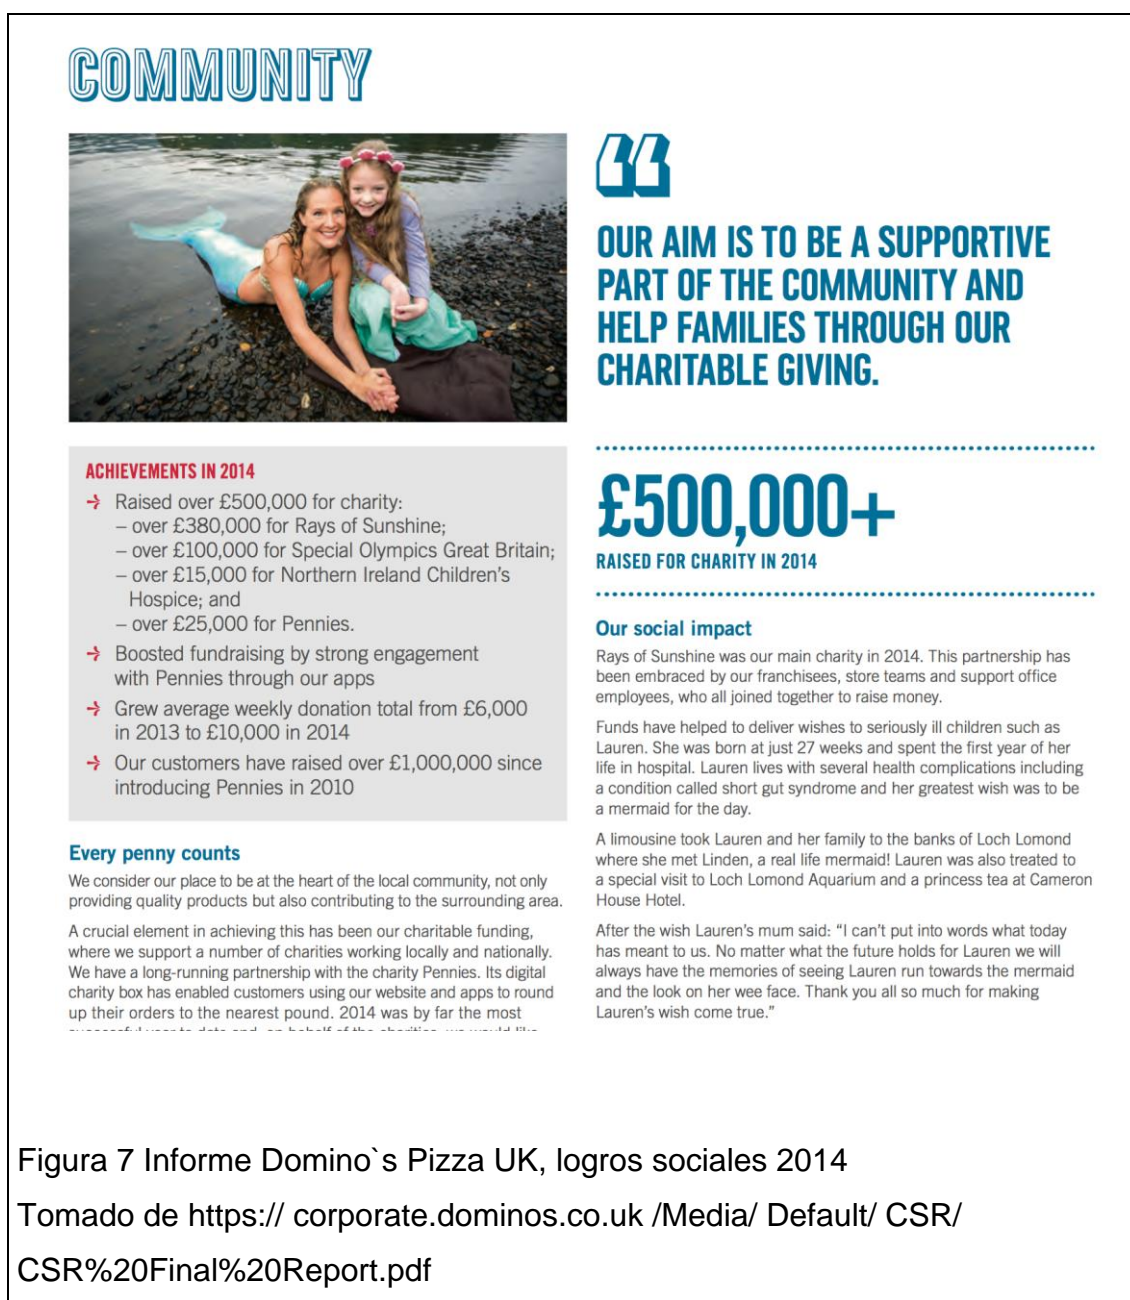 COMMUNITY
OUR AIM IS TO BE A SUPPORTIVE
PART OF THE COMMUNITY AND
HELP FAMILIES THROUGH OUR
CHARITABLE GIVING.
ACHIEVEMENTS IN 2014
Raised over £500,000 for charity:
– over £380,000 for Rays of Sunshine;
– over £100,000 for Special Olympics Great Britain;
– over £15,000 for Northern Ireland Children's
Hospice; and
– over £25,000 for Pennies.
Boosted fundraising by strong engagement
with Pennies through our apps
Grew average weekly donation total from £6,000
in 2013 to £10,000 in 2014
Our customers have raised over £1,000,000 since
introducing Pennies in 2010
Every penny counts
We consider our place to be at the heart of the local community, not only
providing quality products but also contributing to the surrounding area.
A crucial element in achieving this has been our charitable funding,
where we support a number of charities working locally and nationally.
We have a long-running partnership with the charity Pennies. Its digital
charity box has enabled customers using our website and apps to round
up their orders to the nearest pound. 2014 was by far the most
£500,000+
RAISED FOR CHARITY IN 2014
Our social impact
Rays of Sunshine was our main charity in 2014. This partnership has
been embraced by our franchisees, store teams and support office
employees, who all joined together to raise money.
Funds have helped to deliver wishes to seriously ill children such as
Lauren. She was born at just 27 weeks and spent the first year of her
life in hospital. Lauren lives with several health complications including
a condition called short gut syndrome and her greatest wish was to be
a mermaid for the day.
A limousine took Lauren and her family to the banks of Loch Lomond
where she met Linden, a real life mermaid! Lauren was also treated to
a special visit to Loch Lomond Aquarium and a princess tea at Cameron
House Hotel.
After the wish Lauren's mum said: “I can't put into words what today
has meant to us. No matter what the future holds for Lauren we will
always have the memories of seeing Lauren run towards the mermaid
and the look on her wee face. Thank you all so much for making
Lauren's wish come true.”
Figura 7 Informe Domino`s Pizza UK, logros sociales 2014
Tomado de https:// corporate.dominos.co.uk /Media/ Default/ CSR/
CSR%20Final%20Report.pdf